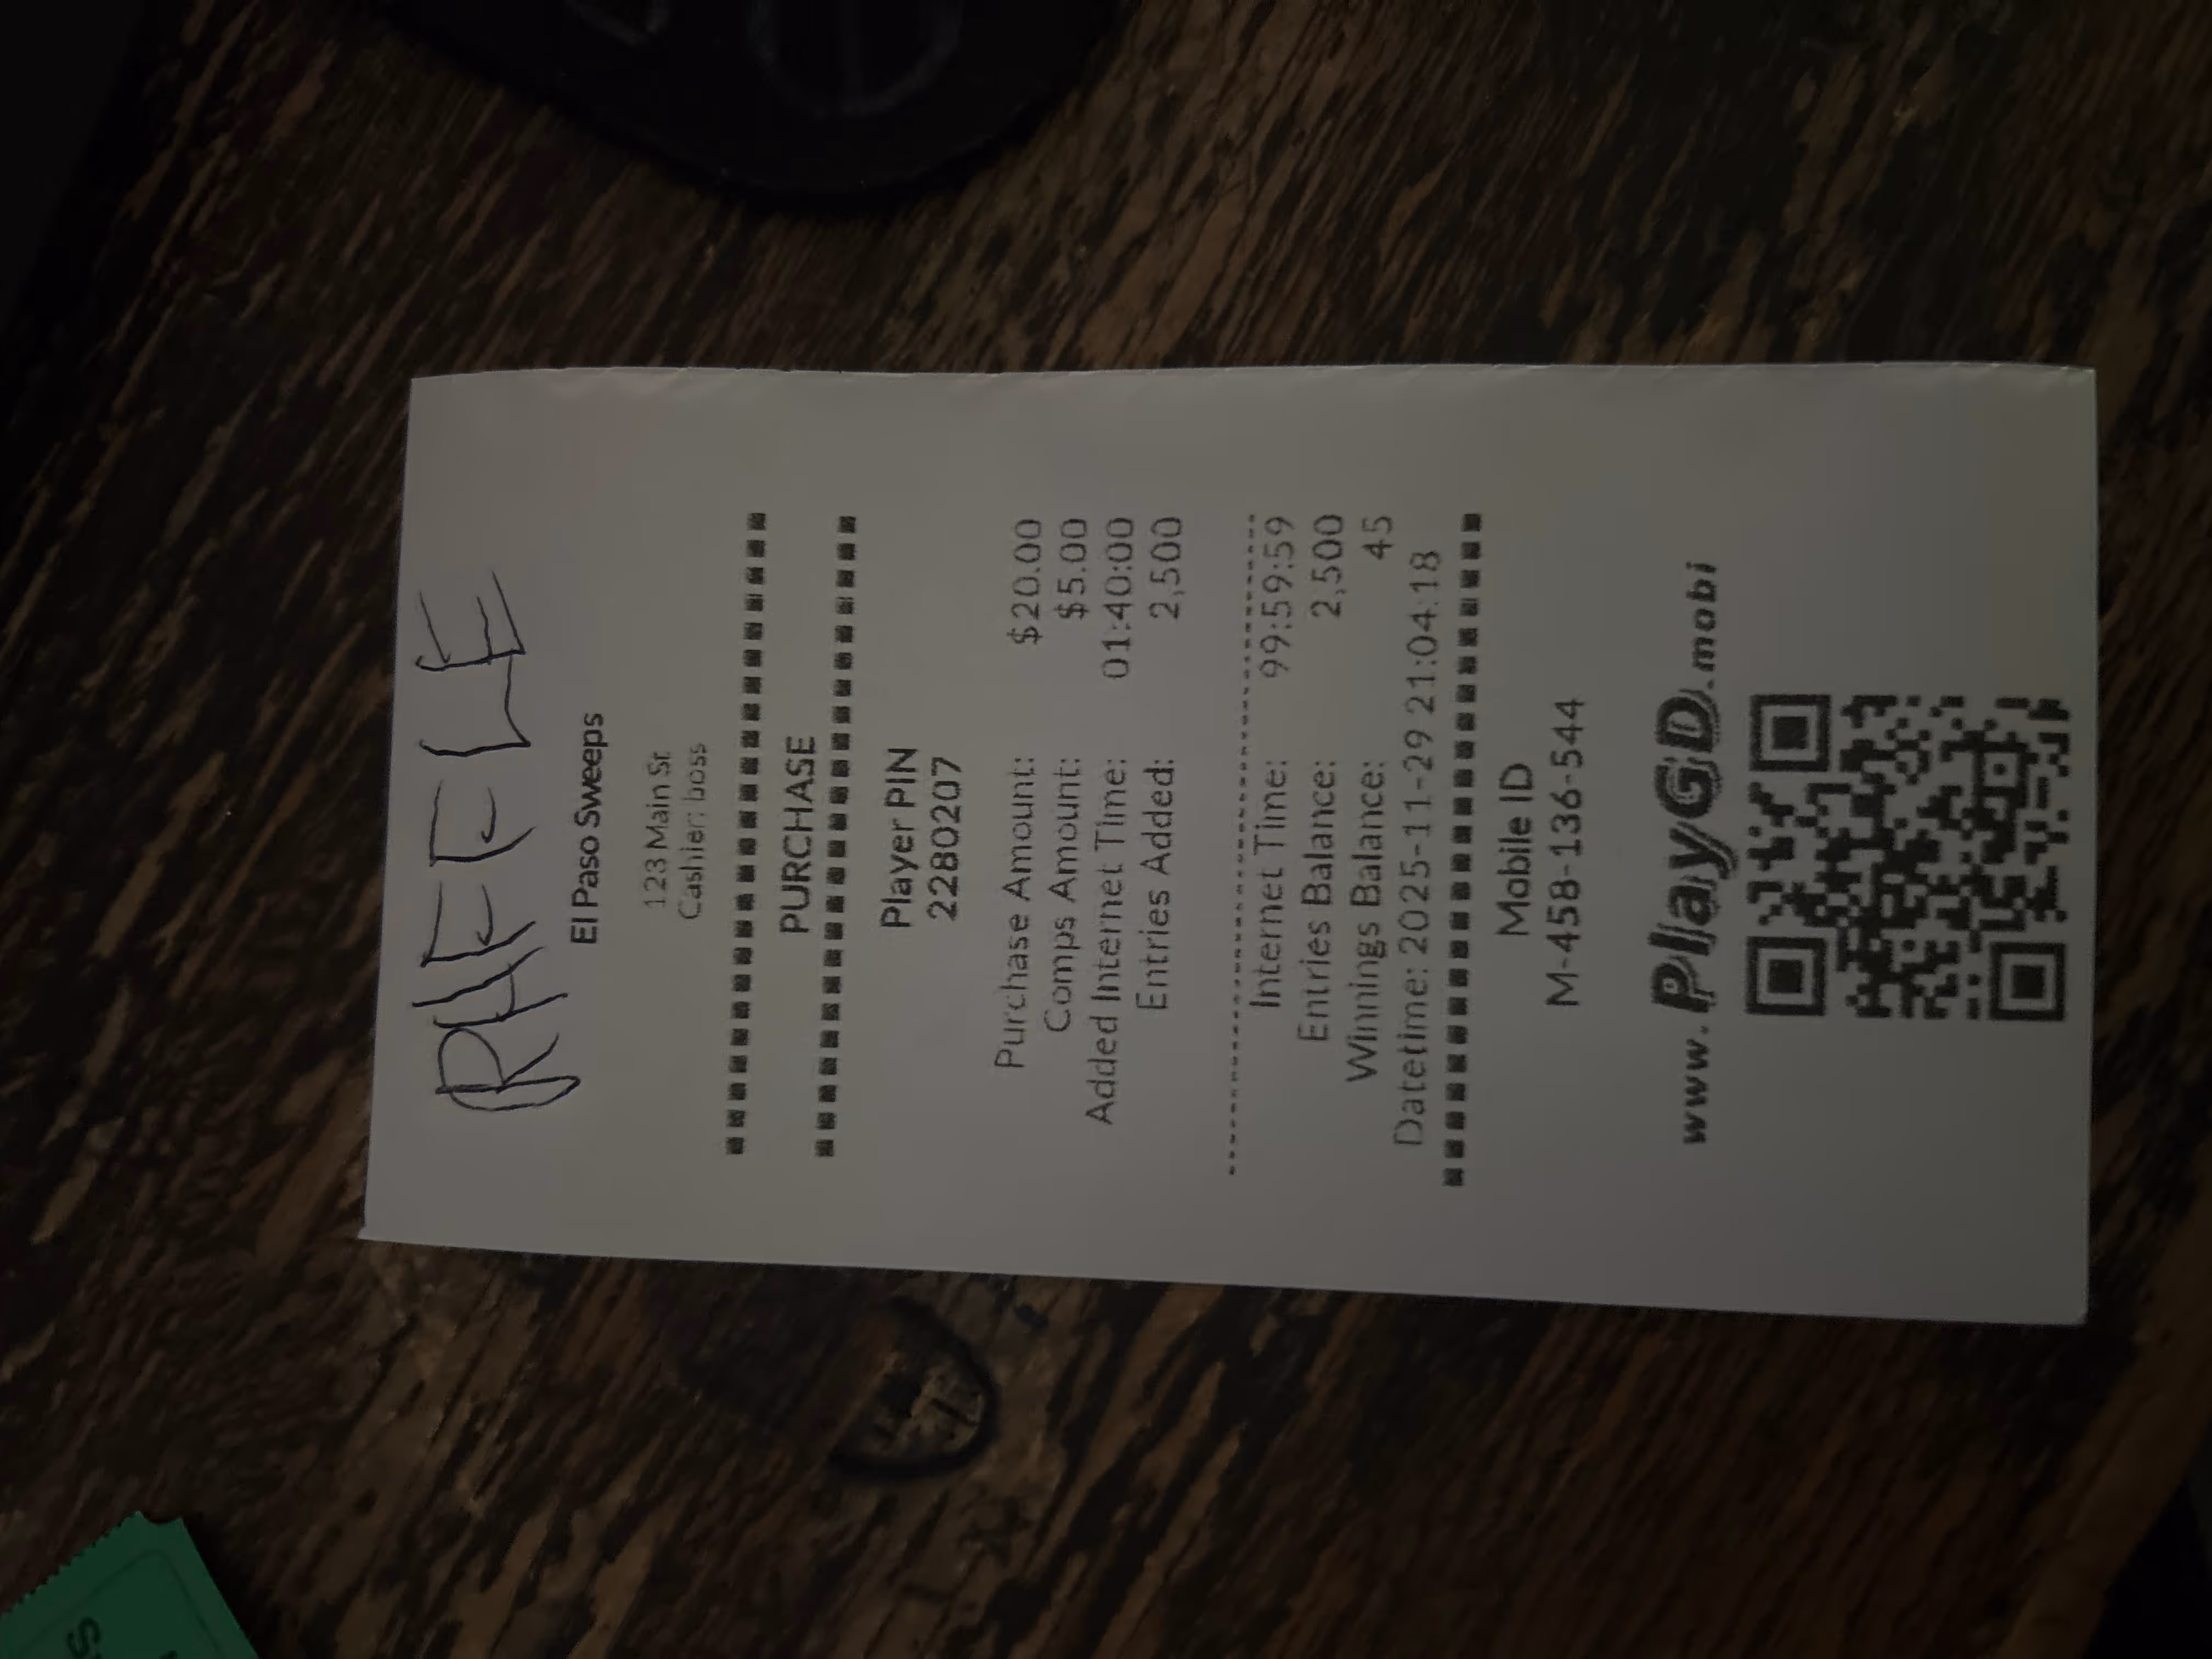 RAFFLE
El Paso Sweeps
123 Main St
Cashier: boss
PURCHASE
Player PIN
2280207
Purchase Amount: $20.00
Comps Amount: $5.00
Added Internet Time: 01:40:00
Entries Added: 2,500
Internet Time: 99:59:59
Entries Balance: 2,500
Winnings Balance: 45
Datetime: 2025-11-29 21:04:18
Mobile ID
M-458-136-544
www.PlayGD.mobi